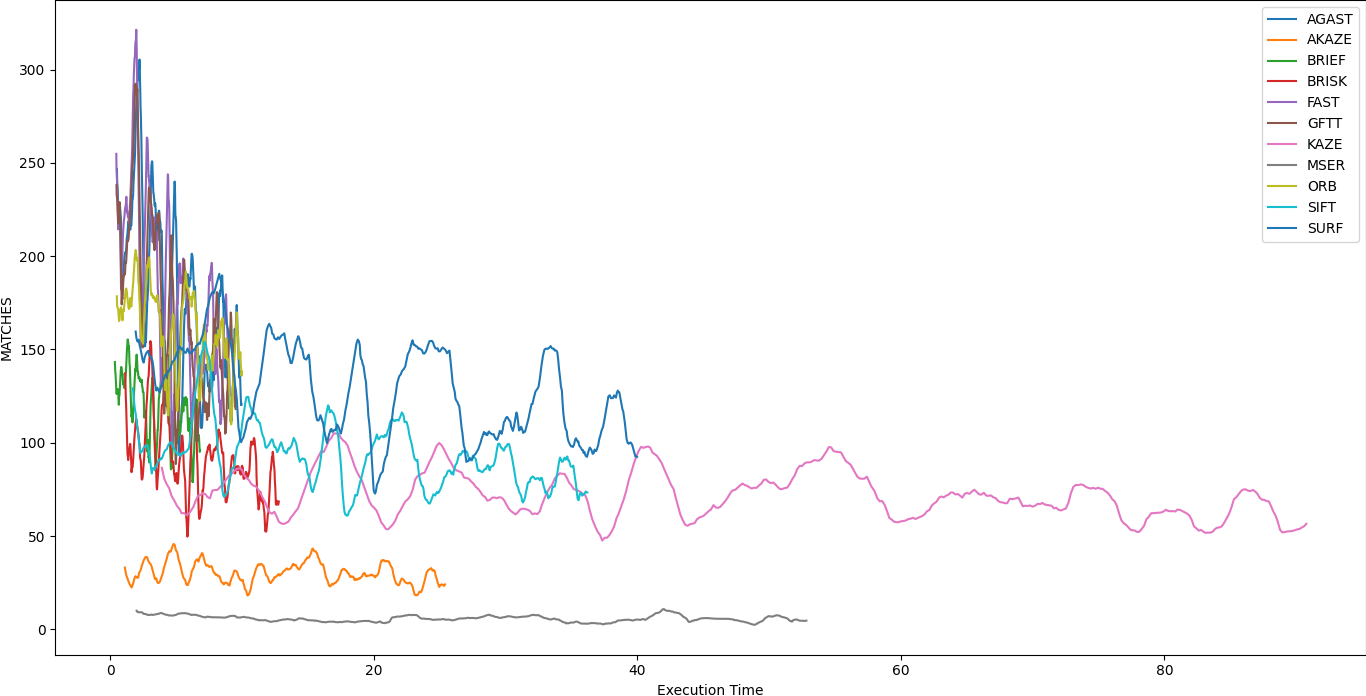 AGAST
AKAZE
BRIEF
BRISK
FAST
GFTT
KAZE
MSER
ORB
SIFT
SURF
300
250
200
150
100
50
0
MATCHES
0 20 40 60 80
Execution Time